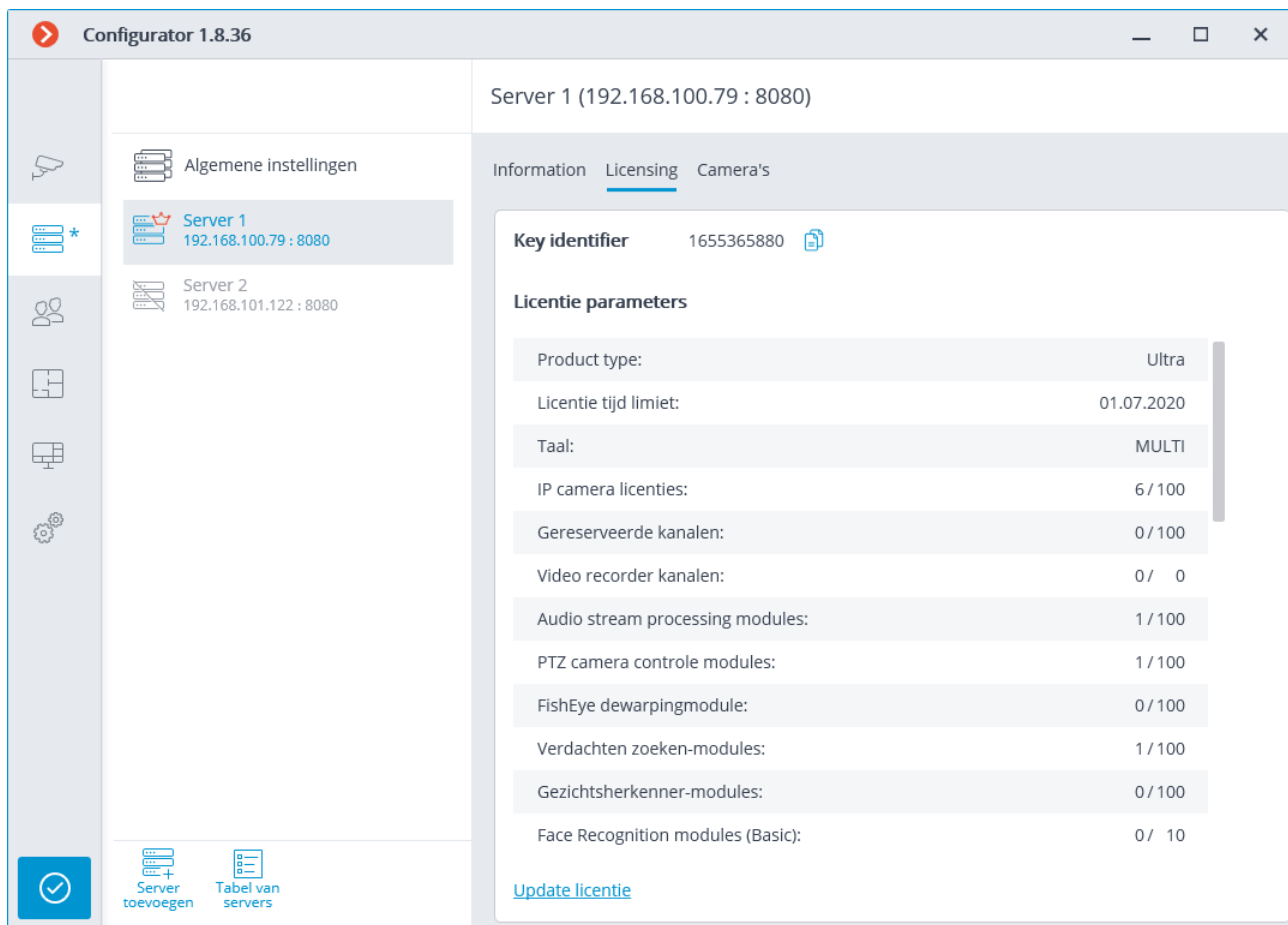 Configurator 1.8.36
Server 1 (192.168.100.79 : 8080)
Algemene instellingen
Server 1
192.168.100.79 : 8080
*
Server 2
192.168.101.122 : 8080
Information Licensing Camera's
Key identifier 1655365880
Licentie parameters
Product type: Ultra
Licentie tijd limiet: 01.07.2020
Taal: MULTI
IP camera licenties: 6 / 100
Gereserveerde kanalen: 0 / 100
Video recorder kanalen: 0 / 0
Audio stream processing modules: 1 / 100
PTZ camera controle modules: 1 / 100
FishEye dewarpingmodule: 0 / 100
Verdachten zoeken-modules: 1 / 100
Gezichtsherkenner-modules: 0 / 100
Face Recognition modules (Basic): 0 / 10
Update licentie
Server toevoegen
Tabel van servers